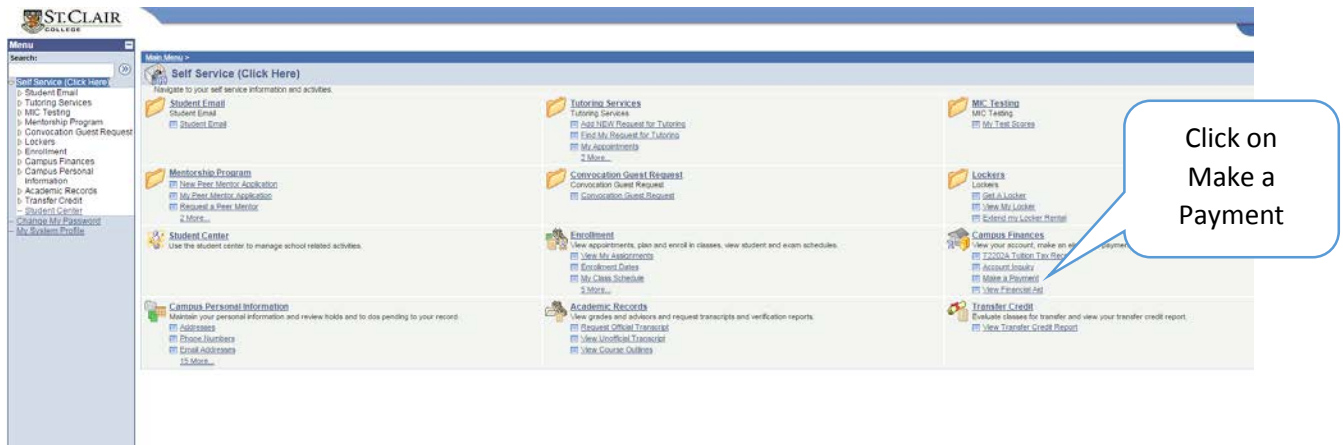 ST. CLAIR
COLLEGE
Menu
Search:
Self Service (Click Here)
Student Email
Tutoring Services
MIC Testing
Mentorship Program
Convocation Guest Request
Lockers
Enrollment
Campus Finances
Campus Personal
Information
Academic Records
Transfer Credit
Student Center
Change My Password
My System Profile
Main Menu >
Self Service (Click Here)
Navigate to your self service information and activities.
Student Email
Student Email
Student Email
Tutoring Services
Tutoring Services
Add NEW Request for Tutoring
Find My Request for Tutoring
My Appointments
2 More...
MIC Testing
MIC Testing
My Test Scores
Mentorship Program
New Peer Mentor Application
My Peer Mentor Application
Request a Peer Mentor
2 More...
Convocation Guest Request
Convocation Guest Request
Convocation Guest Request
Lockers
Lockers
Get A Locker
View My Locker
Extend my Locker Rental
Student Center
Use the student center to manage school related activities.
Enrollment
View appointments, plan and enroll in classes, view student and exam schedules.
View My Assignments
Enrollment Dates
My Class Schedule
5 More...
Campus Finances
View your account, make an
T2202A Tuition Tax
Account Inquiry
Make a Payment
View Financial Aid
Campus Personal Information
Maintain your personal information and review holds and to dos pending to your record
Addresses
Phone Numbers
Email Addresses
15 More...
Academic Records
View grades and advisors and request transcripts and verification reports.
Request Official Transcript
View Unofficial Transcript
View Course Outlines
Transfer Credit
Evaluate classes for transfer and view your transfer credit report.
View Transfer Credit Report
Click on
Make a
Payment